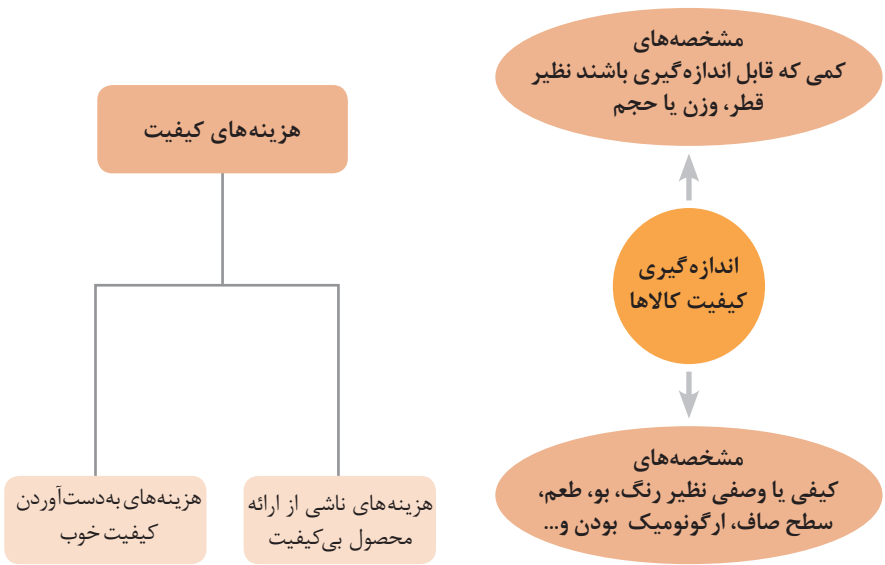 مشخصه‌های
کمی که قابل اندازه‌گیری باشند نظیر
قطر، وزن یا حجم
اندازه‌گیری
کیفیت کالاها
مشخصه‌های
کیفی یا وصفی نظیر رنگ، بو، طعم،
سطح صاف، ارگونومیک بودن و...
هزینه‌های کیفیت
هزینه‌های ناشی از ارائه
محصول بی‌کیفیت
هزینه‌های به‌دست‌آوردن
کیفیت خوب